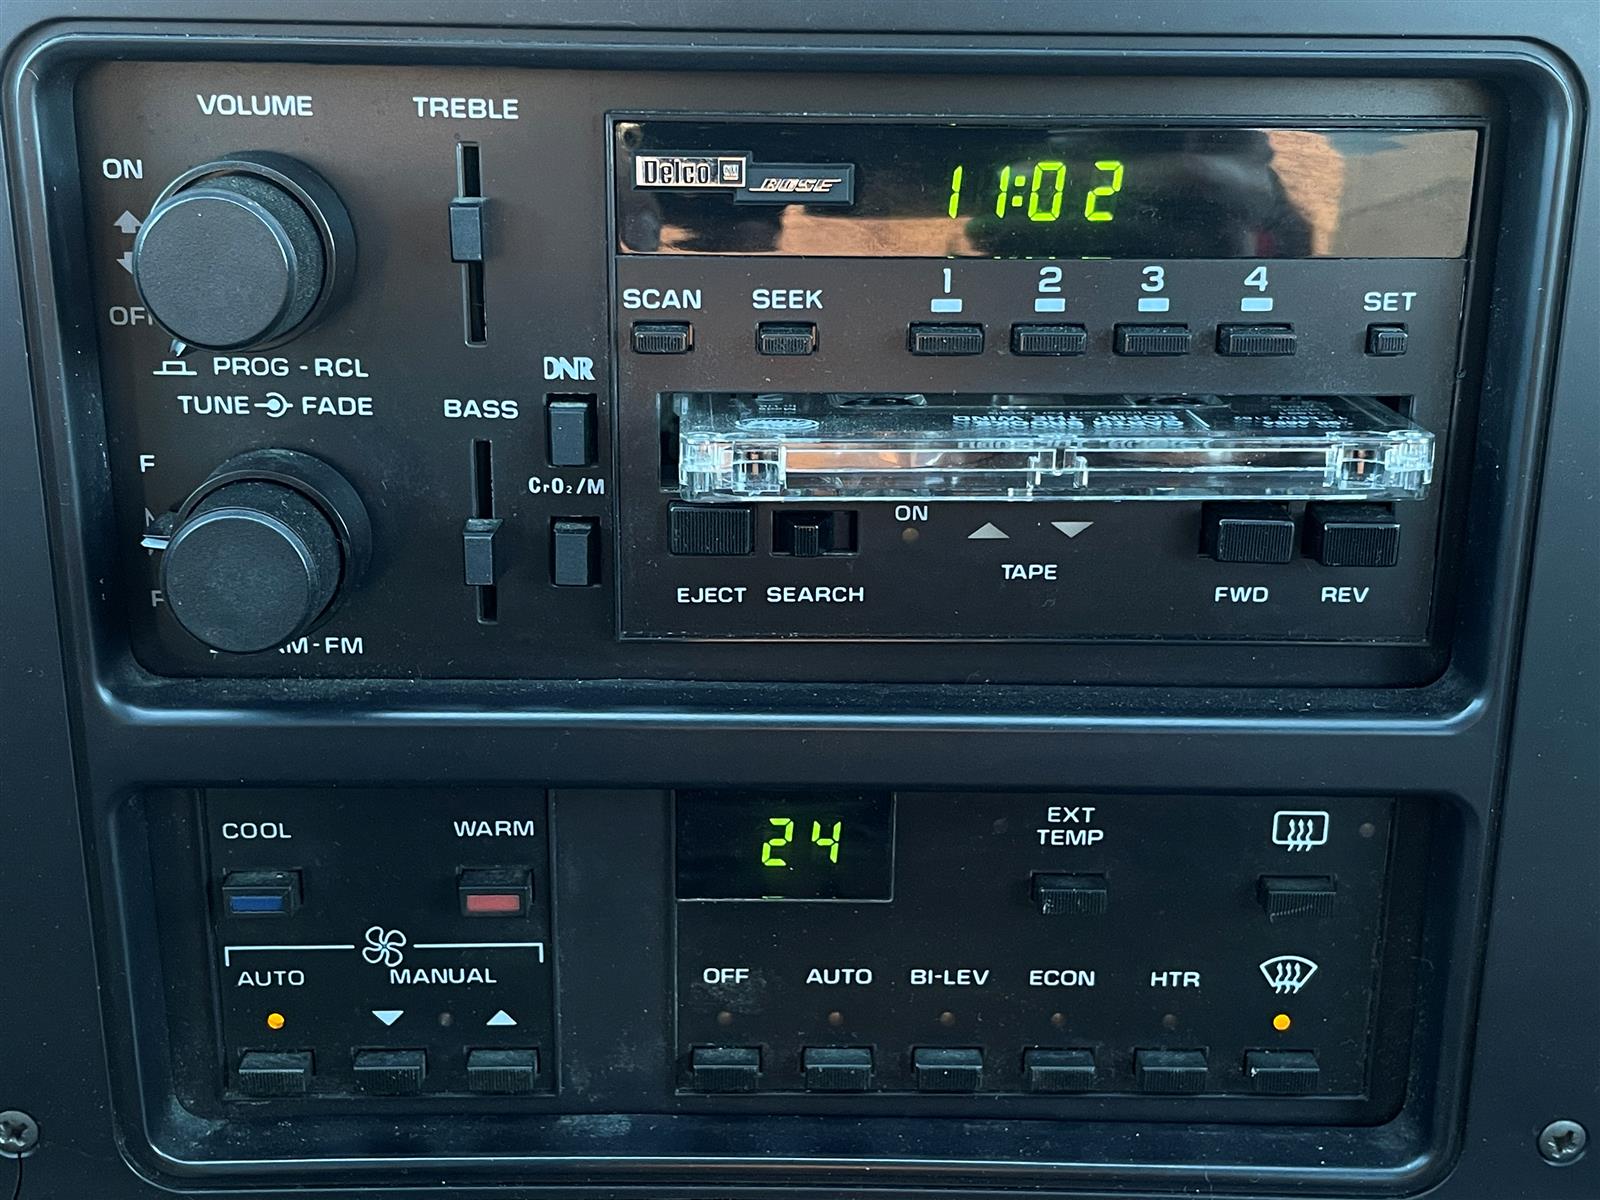 VOLUME
TREBLE
ON
Delco GM BOSE
11:02
1 2 3 4
SCAN SEEK SET
PROG - RCL
DNR
TUNE FADE
BASS
CrO₂/M
ON
TAPE
EJECT SEARCH FWD REV
M-FM
COOL WARM
24
EXT
TEMP
AUTO MANUAL
OFF AUTO BI-LEV ECON HTR